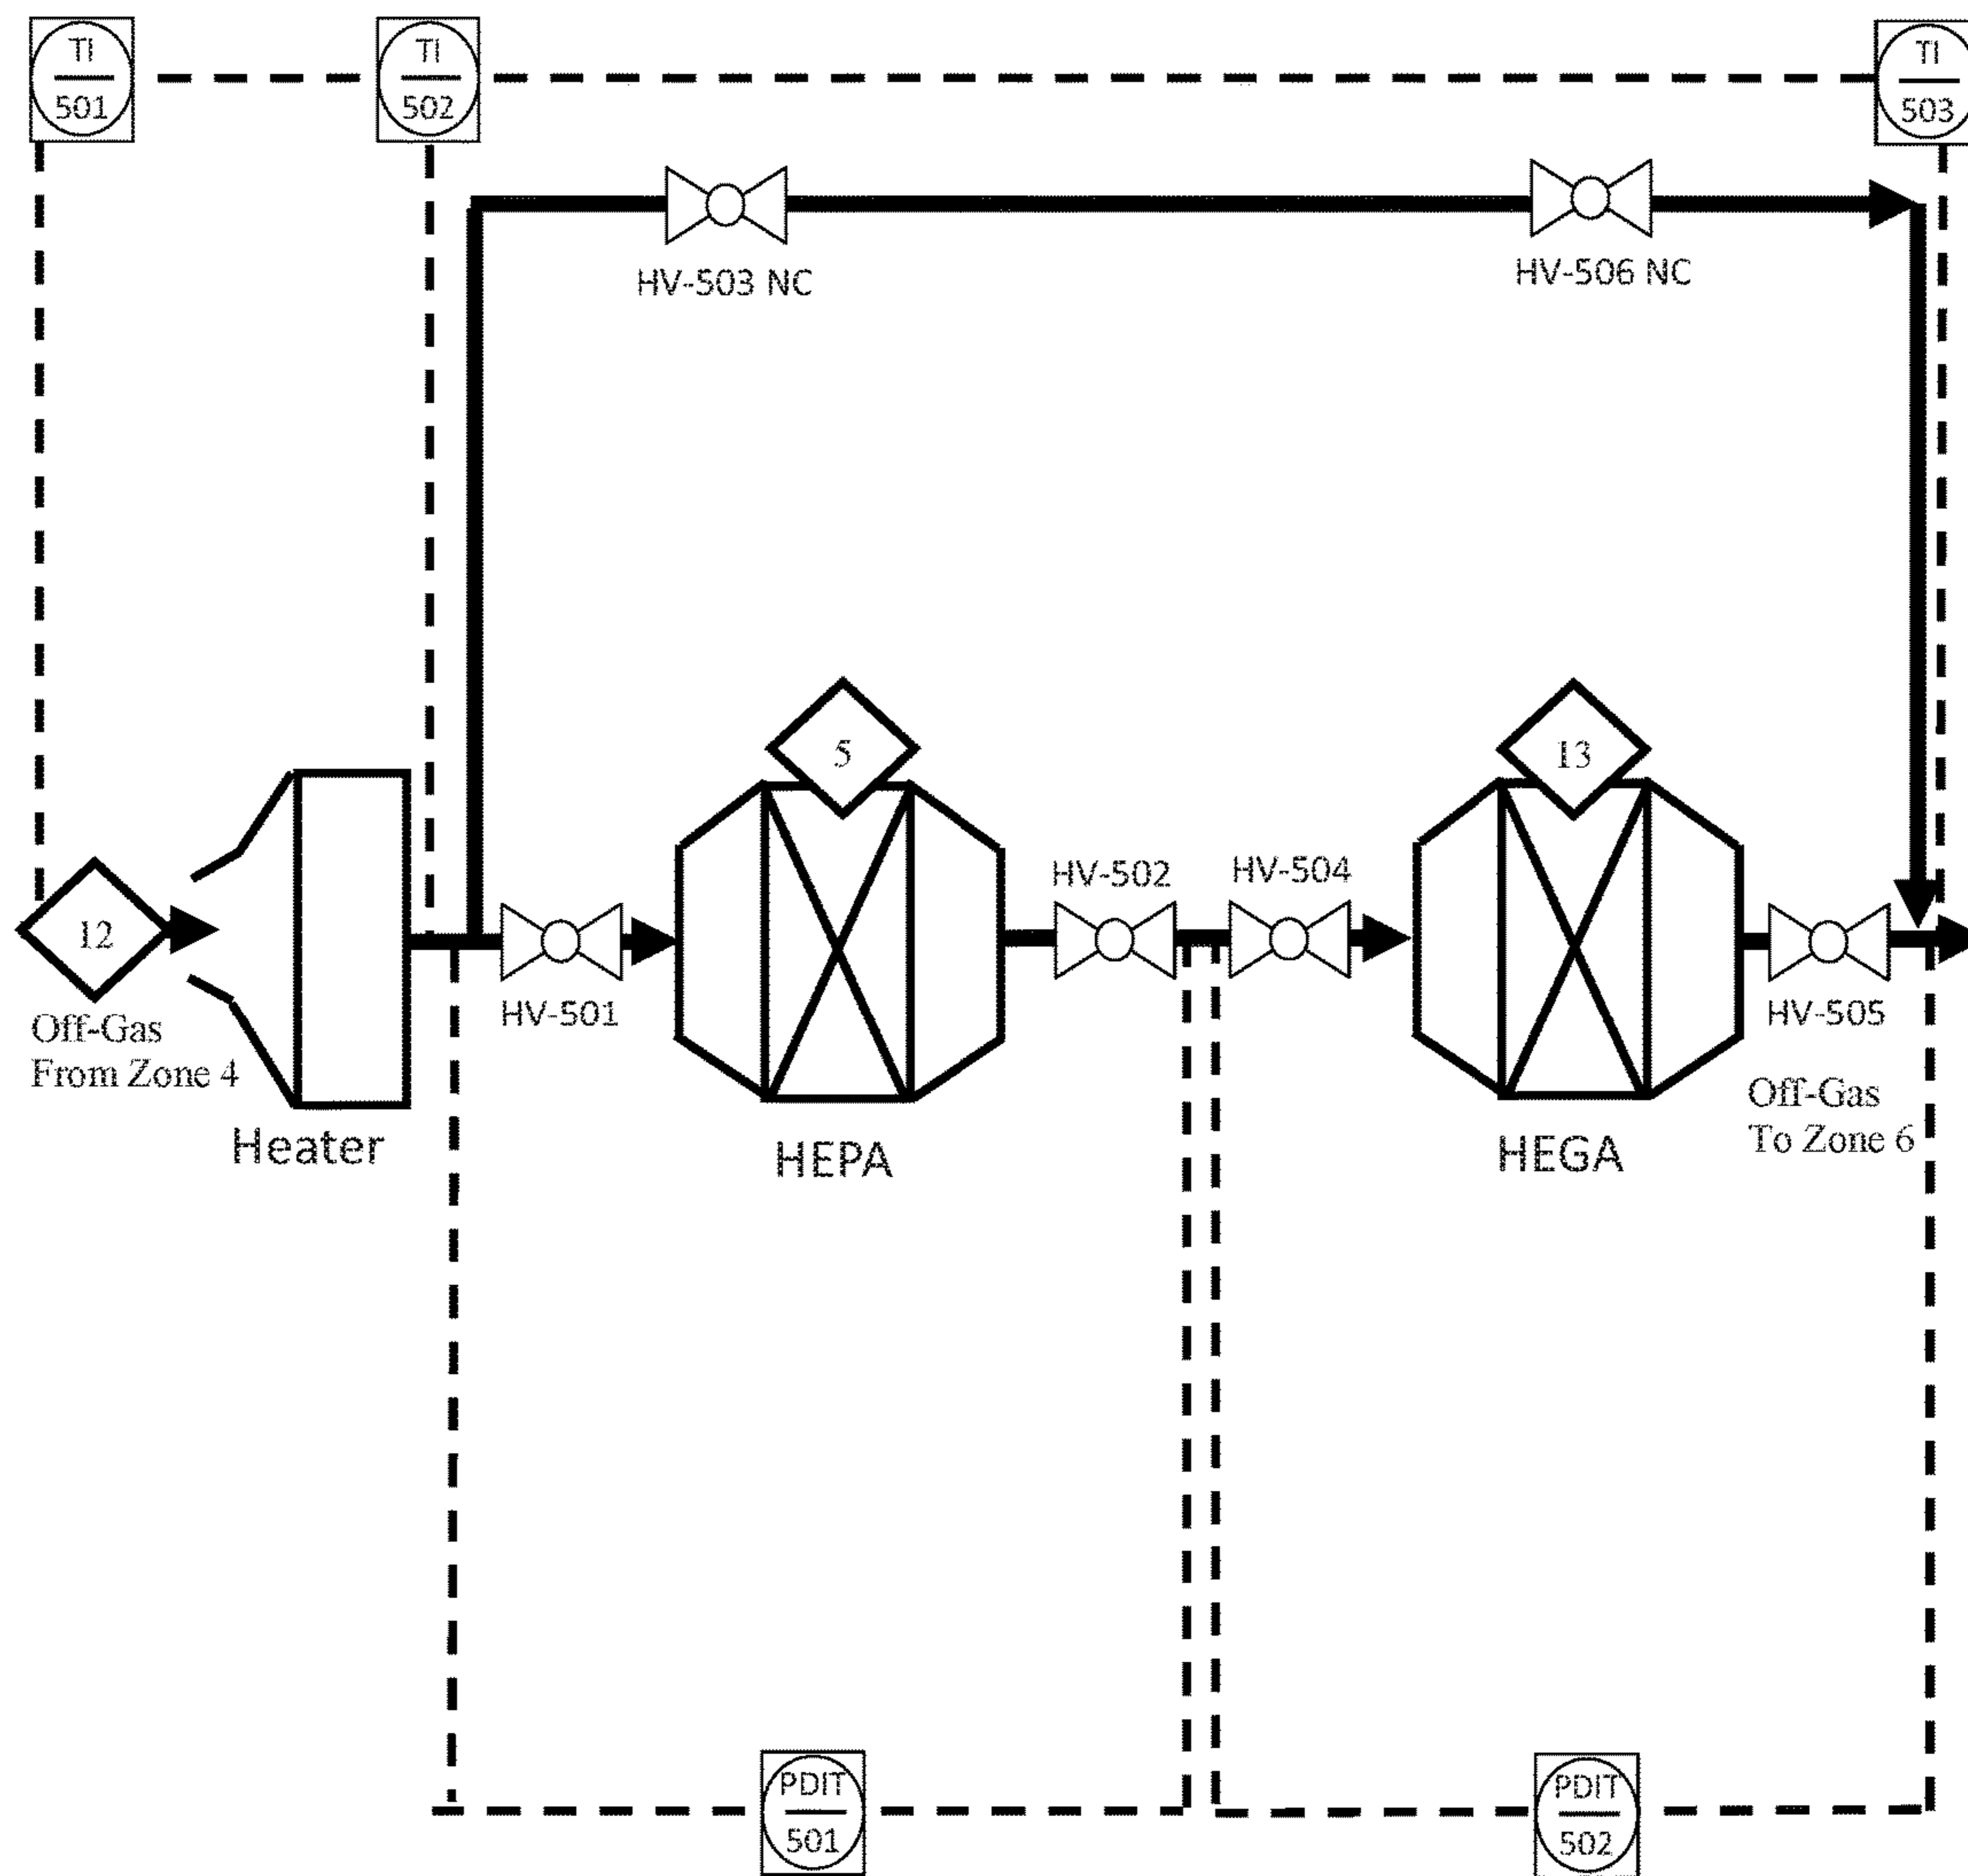 TI
501
TI
502
TI
503
HV-503 NC
HV-506 NC
5
13
12
HV-502
HV-504
HV-501
HV-505
Off-Gas
From Zone 4
Off-Gas
To Zone 6
Heater
HEPA
HEGA
PDIT
501
PDIT
502